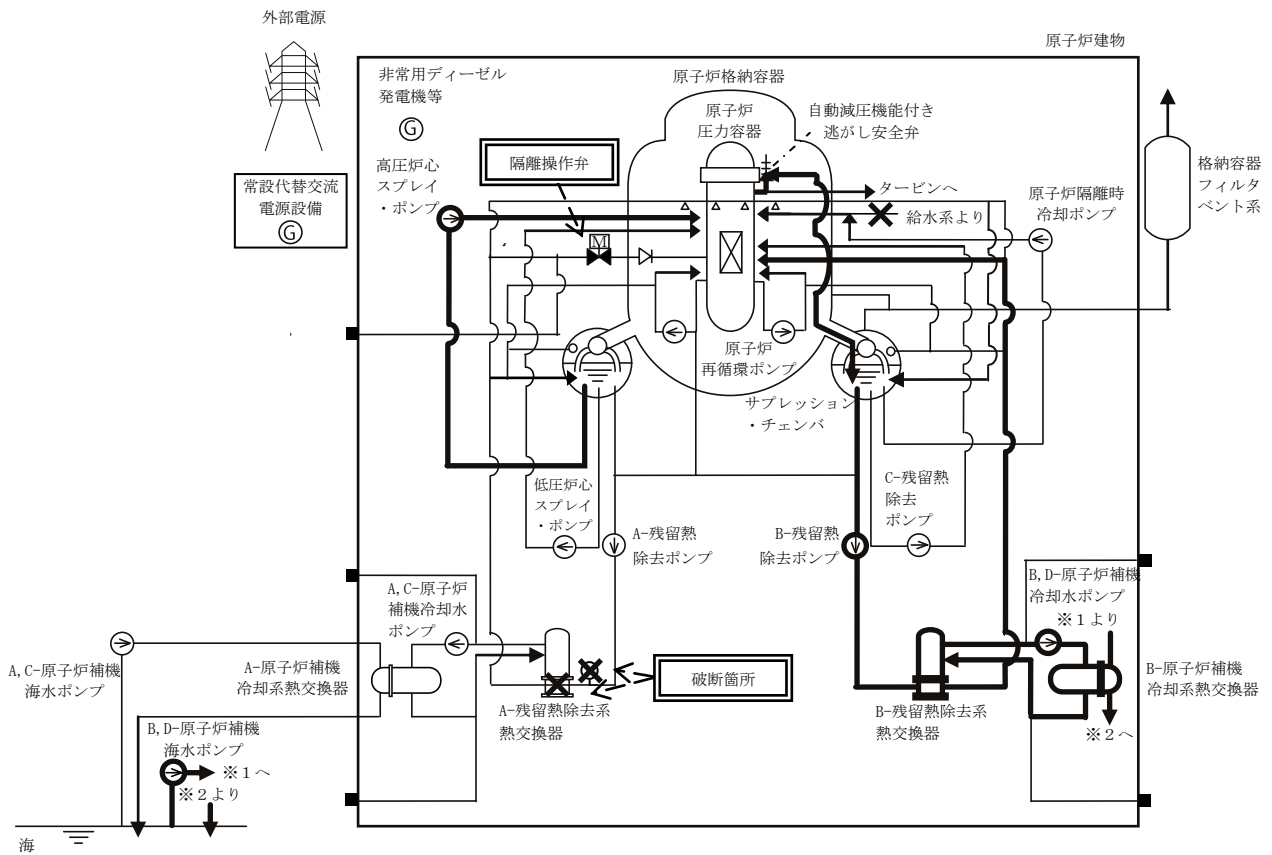 外部電源
原子炉建物
非常用ディーゼル
発電機等
G
原子炉格納容器
原子炉
圧力容器
自動減圧機能付き
逃がし安全弁
隔離操作弁
高圧炉心
スプレイ
・ポンプ
常設代替交流
電源設備
G
タービンへ
原子炉隔離時
冷却ポンプ
給水系より
格納容器
フィルタ
ベント系
M
原子炉
再循環ポンプ
サプレッション
・チェンバ
低圧炉心
スプレイ
・ポンプ
A-残留熱
除去ポンプ
B-残留熱
除去ポンプ
C-残留熱
除去
ポンプ
A,C-原子炉
補機冷却水
ポンプ
B,D-原子炉補機
冷却水ポンプ
※1より
A,C-原子炉補機
海水ポンプ
A-原子炉補機
冷却系熱交換器
破断箇所
B-原子炉補機
冷却系熱交換器
A-残留熱除去系
熱交換器
B-残留熱除去系
熱交換器
※2へ
B,D-原子炉補機
海水ポンプ
※1へ
※2より
海